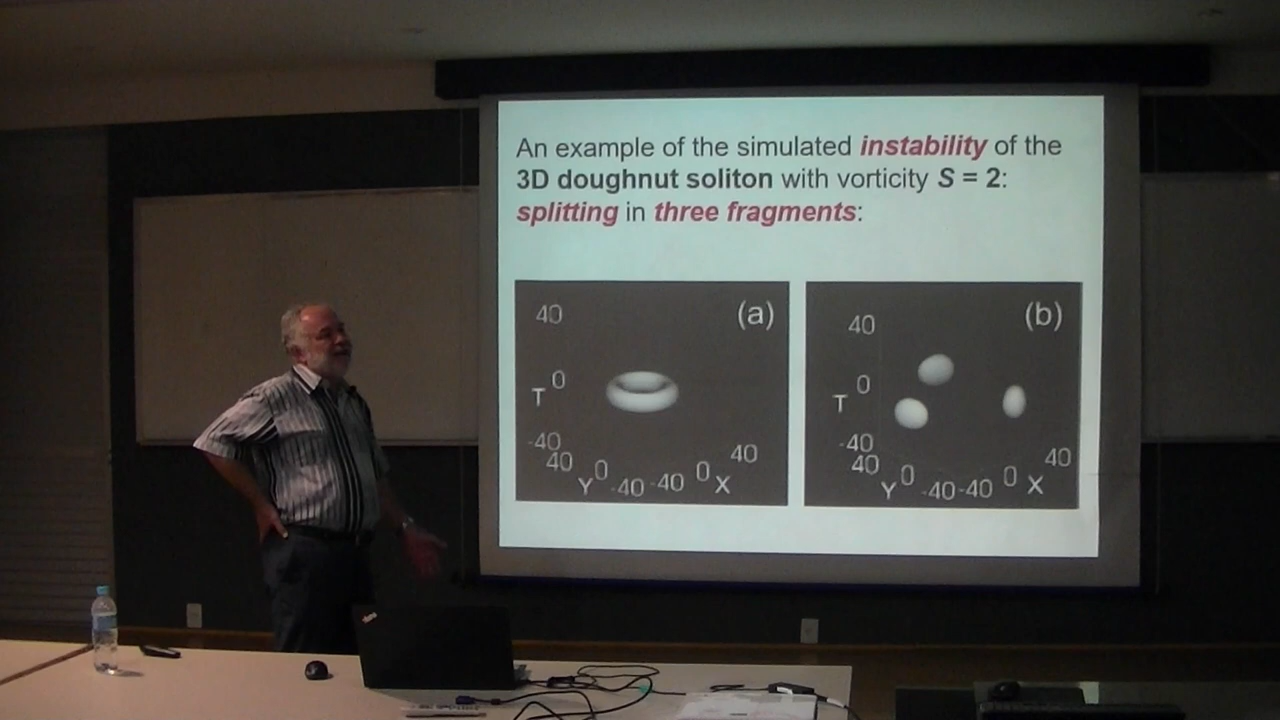 An example of the simulated instability of the
3D doughnut soliton with vorticity S = 2:
splitting in three fragments:
40
(a)
T 0
-40
40
Y 0 -40 -40 0 X 40
40
(b)
T 0
-40
40
Y 0 -40 -40 0 X 40